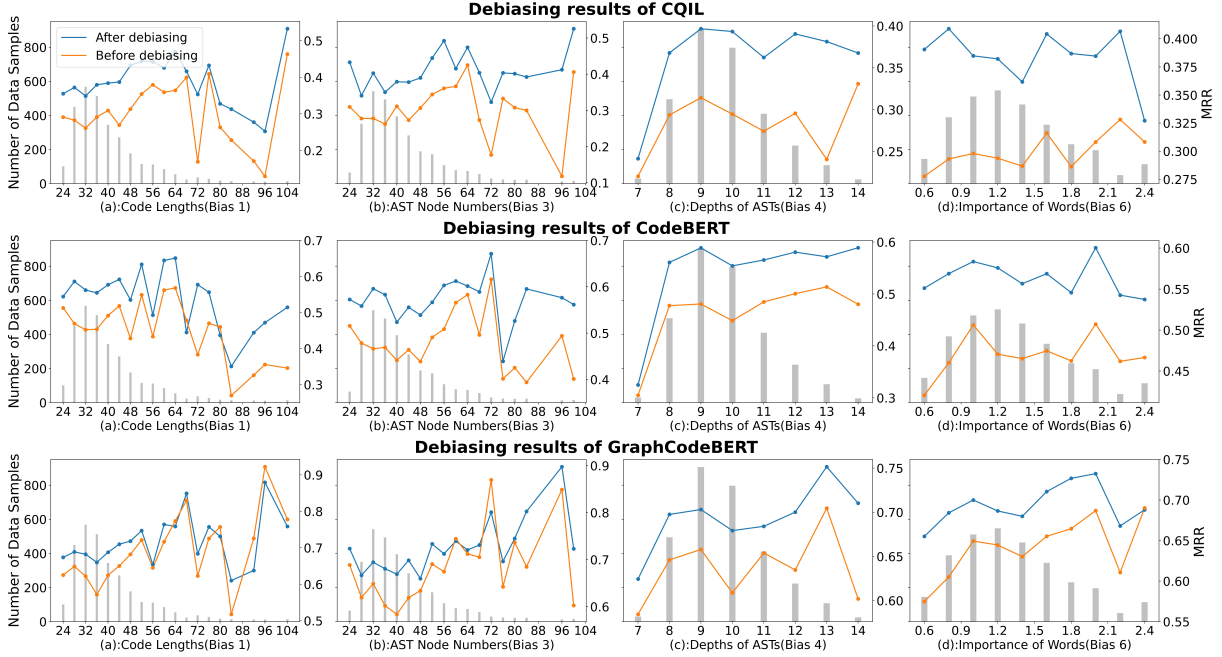 Debiasing results of CQIL
After debiasing
Before debiasing
Number of Data Samples
0 200 400 600 800
24 32 40 48 56 64 72 80 88 96 104
0.2 0.3 0.4 0.5
(a):Code Lengths(Bias 1)
24 32 40 48 56 64 72 80 88 96 104
0.1 0.2 0.3 0.4 0.5
(b):AST Node Numbers(Bias 3)
7 8 9 10 11 12 13 14
0.25 0.30 0.35 0.40
(c):Depths of ASTs(Bias 4)
0.6 0.9 1.2 1.5 1.8 2.1 2.4
0.275 0.300 0.325 0.350 0.375 0.400
MRR
(d):Importance of Words(Bias 6)
Debiasing results of CodeBERT
Number of Data Samples
0 200 400 600 800
24 32 40 48 56 64 72 80 88 96 104
0.3 0.4 0.5 0.6 0.7
(a):Code Lengths(Bias 1)
24 32 40 48 56 64 72 80 88 96 104
0.4 0.5 0.6 0.7
(b):AST Node Numbers(Bias 3)
7 8 9 10 11 12 13 14
0.3 0.4 0.5 0.6
(c):Depths of ASTs(Bias 4)
0.6 0.9 1.2 1.5 1.8 2.1 2.4
0.45 0.50 0.55 0.60
MRR
(d):Importance of Words(Bias 6)
Debiasing results of GraphCodeBERT
Number of Data Samples
0 200 400 600 800
24 32 40 48 56 64 72 80 88 96 104
0.5 0.6 0.7 0.8 0.9
(a):Code Lengths(Bias 1)
24 32 40 48 56 64 72 80 88 96 104
0.6 0.7 0.8 0.9
(b):AST Node Numbers(Bias 3)
7 8 9 10 11 12 13 14
0.60 0.65 0.70 0.75
(c):Depths of ASTs(Bias 4)
0.6 0.9 1.2 1.5 1.8 2.1 2.4
0.55 0.60 0.65 0.70 0.75
MRR
(d):Importance of Words(Bias 6)